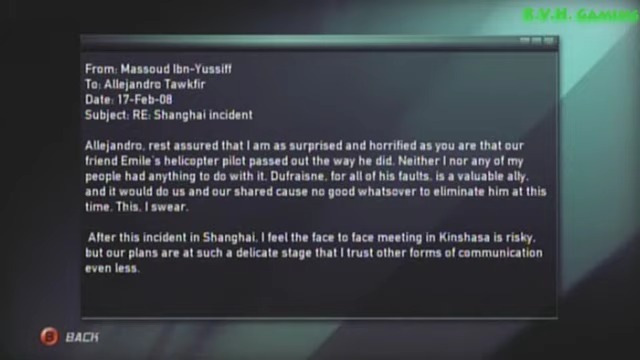 R.V.H. GAMING
From: Massoud Ibn-Yussiff
To: Allejandro Tawkfir
Date: 17-Feb-08
Subject: RE: Shanghai incident
Allejandro, rest assured that I am as surprised and horrified as you are that our
friend Emile's helicopter pilot passed out the way he did. Neither I nor any of my
people had anything to do with it. Dufraisne, for all of his faults, is a valuable ally,
and it would do us and our shared cause no good whatsover to eliminate him at this
time. This, I swear.
After this incident in Shanghai, I feel the face to face meeting in Kinshasa is risky,
but our plans are at such a delicate stage that I trust other forms of communication
even less.
B BACK